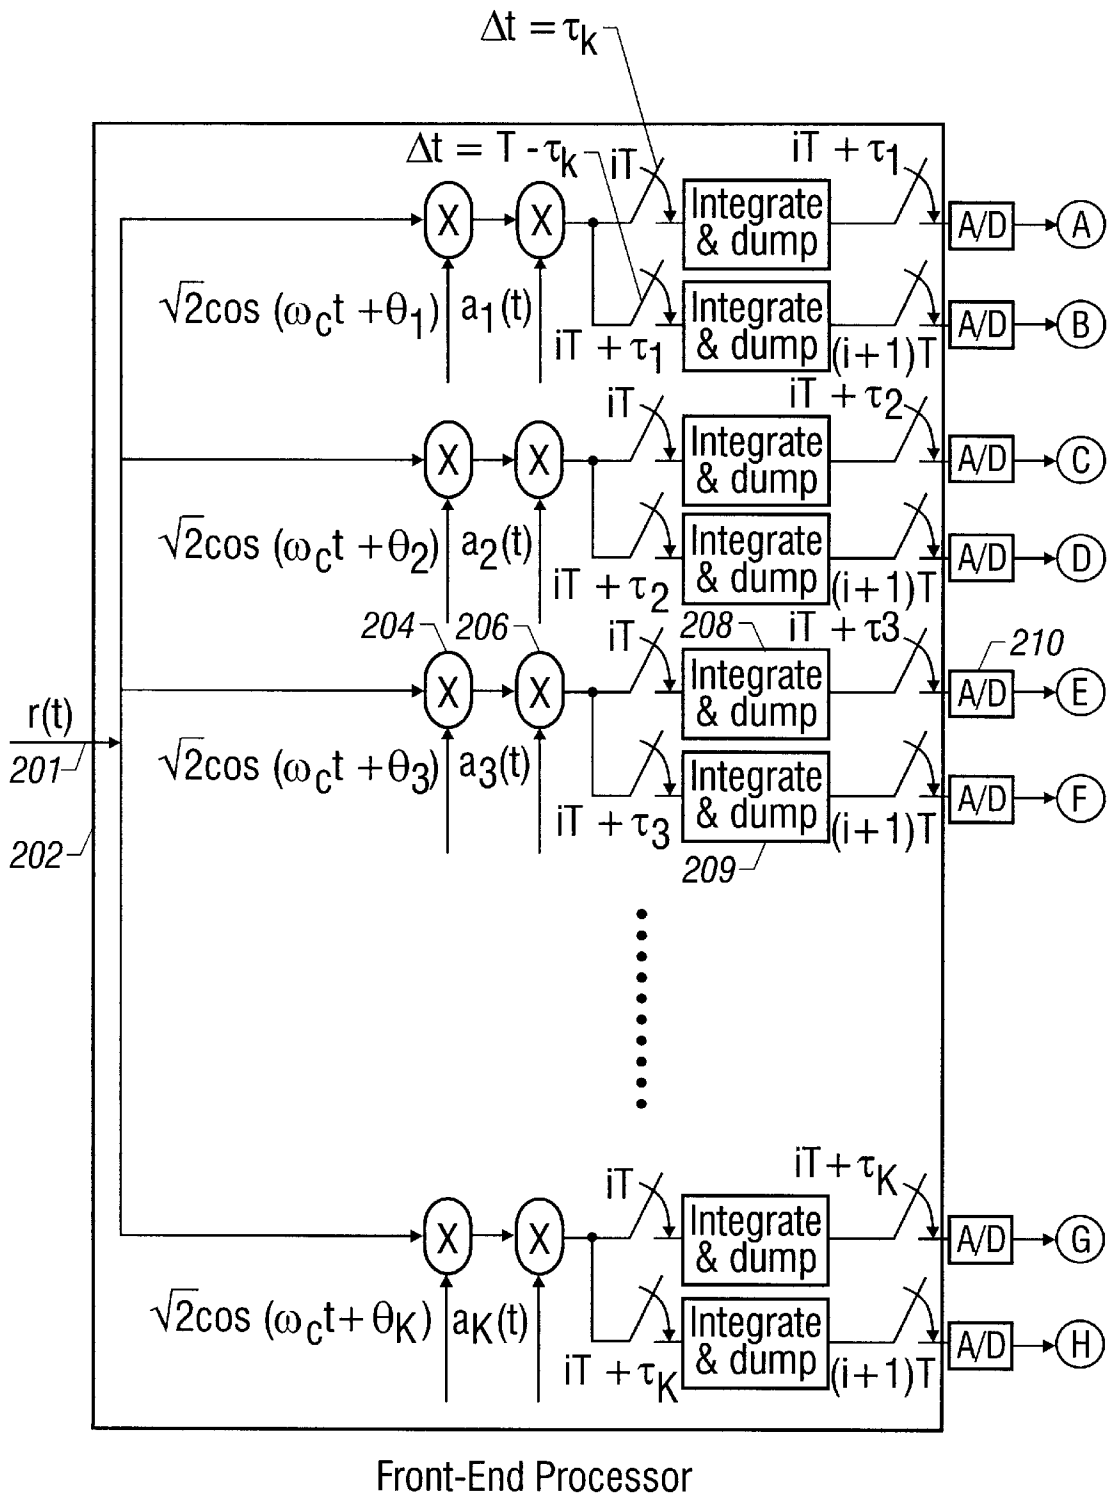 Δt = τk
Δt = T - τk
iT
iT + τ1
X
X
Integrate
& dump
A/D
A
√2cos (ωct + θ1)
a1(t)
iT + τ1
Integrate
& dump
(i+1)T
A/D
B
iT
iT + τ2
X
X
Integrate
& dump
A/D
C
√2cos (ωct + θ2)
a2(t)
iT + τ2
Integrate
& dump
(i+1)T
A/D
D
204
206
iT
208
iT + τ3
210
X
X
Integrate
& dump
A/D
E
r(t)
201
√2cos (ωct + θ3)
a3(t)
iT + τ3
Integrate
& dump
(i+1)T
A/D
F
202
209
iT
iT + τK
X
X
Integrate
& dump
A/D
G
√2cos (ωct + θK)
aK(t)
iT + τK
Integrate
& dump
(i+1)T
A/D
H
Front-End Processor